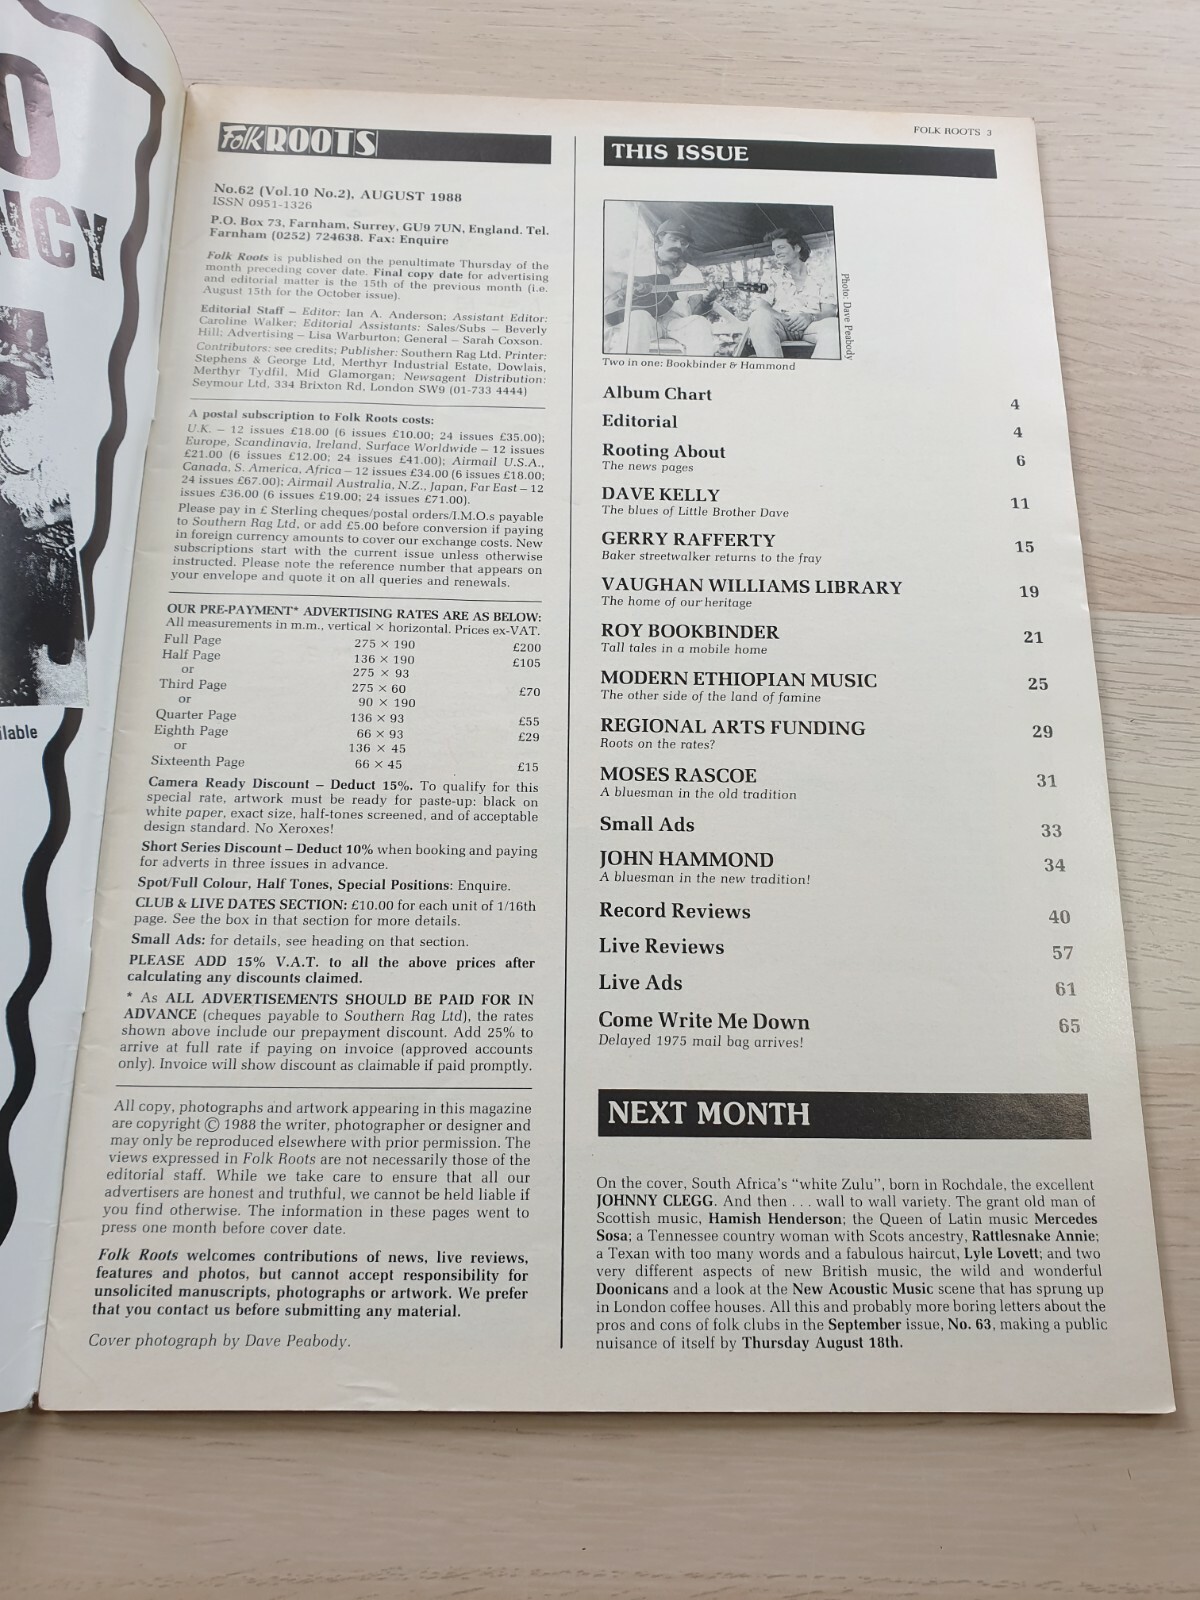 O
NCY
ilable
Folk ROOTS
No.62 (Vol.10 No.2), AUGUST 1988
ISSN 0951-1326
P.O. Box 73, Farnham, Surrey, GU9 7UN, England. Tel.
Farnham (0252) 724638. Fax: Enquire
Folk Roots is published on the penultimate Thursday of the
month preceding cover date. Final copy date for advertising
and editorial matter is the 15th of the previous month (i.e.
August 15th for the October issue).
Editorial Staff – Editor: Ian A. Anderson; Assistant Editor:
Caroline Walker; Editorial Assistants: Sales/Subs – Beverly
Hill; Advertising – Lisa Warburton; General – Sarah Coxson.
Contributors: see credits; Publisher: Southern Rag Ltd. Printer:
Stephens & George Ltd, Merthyr Industrial Estate, Dowlais,
Merthyr Tydfil, Mid Glamorgan; Newsagent Distribution:
Seymour Ltd, 334 Brixton Rd, London SW9 (01-733 4444)
A postal subscription to Folk Roots costs:
U.K. – 12 issues £18.00 (6 issues £10.00; 24 issues £35.00);
Europe, Scandinavia, Ireland, Surface Worldwide – 12 issues
£21.00 (6 issues £12.00; 24 issues £41.00); Airmail U.S.A.,
Canada, S. America, Africa – 12 issues £34.00 (6 issues £18.00;
24 issues £67.00); Airmail Australia, N.Z., Japan, Far East – 12
issues £36.00 (6 issues £19.00; 24 issues £71.00).
Please pay in £ Sterling cheques/postal orders/I.M.O.s payable
to Southern Rag Ltd, or add £5.00 before conversion if paying
in foreign currency amounts to cover our exchange costs. New
subscriptions start with the current issue unless otherwise
instructed. Please note the reference number that appears on
your envelope and quote it on all queries and renewals.
OUR PRE-PAYMENT* ADVERTISING RATES ARE AS BELOW:
All measurements in m.m., vertical × horizontal. Prices ex-VAT.
Full Page 275 × 190 £200
Half Page 136 × 190 £105
or 275 × 93
Third Page 275 × 60 £70
or 90 × 190
Quarter Page 136 × 93 £55
Eighth Page 66 × 93 £29
or 136 × 45
Sixteenth Page 66 × 45 £15
Camera Ready Discount – Deduct 15%. To qualify for this
special rate, artwork must be ready for paste-up: black on
white paper, exact size, half-tones screened, and of acceptable
design standard. No Xeroxes!
Short Series Discount – Deduct 10% when booking and paying
for adverts in three issues in advance.
Spot/Full Colour, Half Tones, Special Positions: Enquire.
CLUB & LIVE DATES SECTION: £10.00 for each unit of 1/16th
page. See the box in that section for more details.
Small Ads: for details, see heading on that section.
PLEASE ADD 15% V.A.T. to all the above prices after
calculating any discounts claimed.
* As ALL ADVERTISEMENTS SHOULD BE PAID FOR IN
ADVANCE (cheques payable to Southern Rag Ltd), the rates
shown above include our prepayment discount. Add 25% to
arrive at full rate if paying on invoice (approved accounts
only). Invoice will show discount as claimable if paid promptly.
All copy, photographs and artwork appearing in this magazine
are copyright © 1988 the writer, photographer or designer and
may only be reproduced elsewhere with prior permission. The
views expressed in Folk Roots are not necessarily those of the
editorial staff. While we take care to ensure that all our
advertisers are honest and truthful, we cannot be held liable if
you find otherwise. The information in these pages went to
press one month before cover date.
Folk Roots welcomes contributions of news, live reviews,
features and photos, but cannot accept responsibility for
unsolicited manuscripts, photographs or artwork. We prefer
that you contact us before submitting any material.
Cover photograph by Dave Peabody.
FOLK ROOTS 3
THIS ISSUE
Photo: Dave Peabody
Two in one: Bookbinder & Hammond
Album Chart 4
Editorial 4
Rooting About 6
The news pages
DAVE KELLY 11
The blues of Little Brother Dave
GERRY RAFFERTY 15
Baker streetwalker returns to the fray
VAUGHAN WILLIAMS LIBRARY 19
The home of our heritage
ROY BOOKBINDER 21
Tall tales in a mobile home
MODERN ETHIOPIAN MUSIC 25
The other side of the land of famine
REGIONAL ARTS FUNDING 29
Roots on the rates?
MOSES RASCOE 31
A bluesman in the old tradition
Small Ads 33
JOHN HAMMOND 34
A bluesman in the new tradition!
Record Reviews 40
Live Reviews 57
Live Ads 61
Come Write Me Down 65
Delayed 1975 mail bag arrives!
NEXT MONTH
On the cover, South Africa's "white Zulu", born in Rochdale, the excellent
JOHNNY CLEGG. And then . . . wall to wall variety. The grant old man of
Scottish music, Hamish Henderson; the Queen of Latin music Mercedes
Sosa; a Tennessee country woman with Scots ancestry, Rattlesnake Annie;
a Texan with too many words and a fabulous haircut, Lyle Lovett; and two
very different aspects of new British music, the wild and wonderful
Doonicans and a look at the New Acoustic Music scene that has sprung up
in London coffee houses. All this and probably more boring letters about the
pros and cons of folk clubs in the September issue, No. 63, making a public
nuisance of itself by Thursday August 18th.